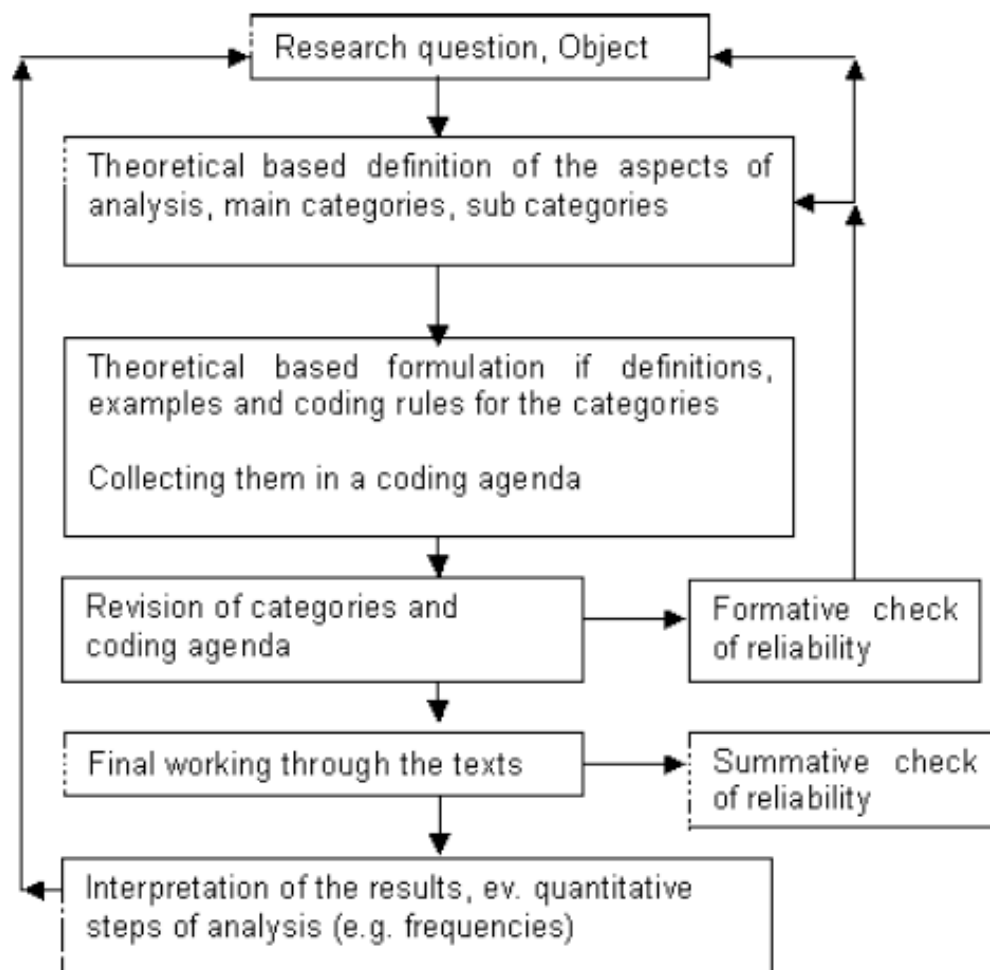 Research question, Object
Theoretical based definition of the aspects of
analysis, main categories, sub categories
Theoretical based formulation if definitions,
examples and coding rules for the categories
Collecting them in a coding agenda
Revision of categories and
coding agenda
Formative check
of reliability
Final working through the texts
Summative check
of reliability
Interpretation of the results, ev. quantitative
steps of analysis (e.g. frequencies)